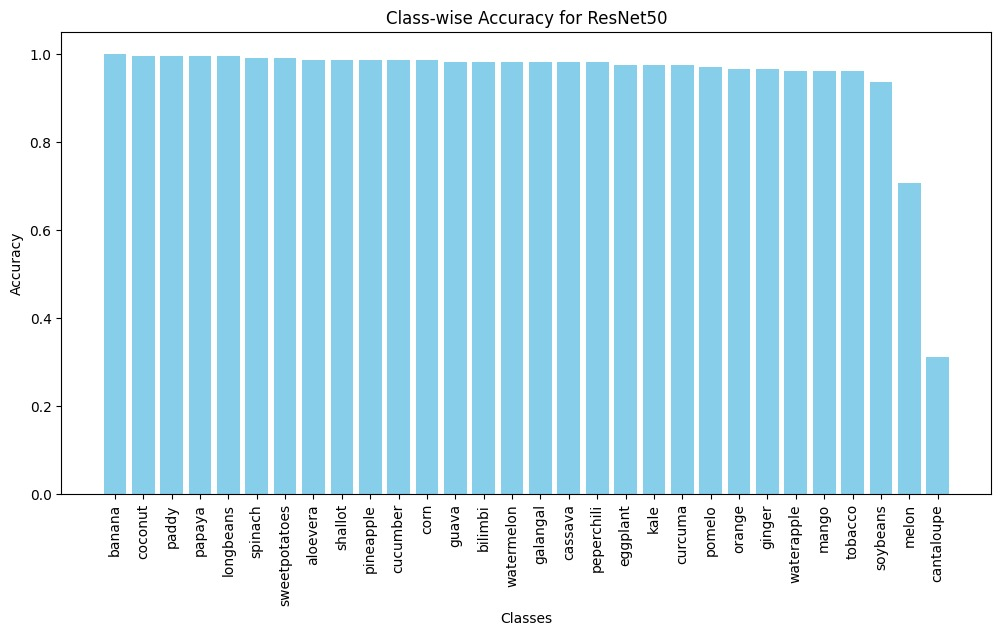 Class-wise Accuracy for ResNet50
1.0
0.8
0.6
0.4
0.2
0.0
Accuracy
banana
coconut
paddy
papaya
longbeans
spinach
sweetpotatoes
aloevera
shallot
pineapple
cucumber
corn
guava
bilimbi
watermelon
galangal
cassava
peperchili
eggplant
kale
curcuma
pomelo
orange
ginger
waterapple
mango
tobacco
soybeans
melon
cantaloupe
Classes